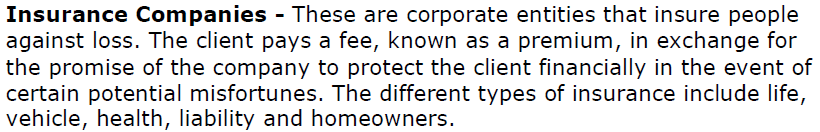 Insurance Companies - These are corporate entities that insure people
against loss. The client pays a fee, known as a premium, in exchange for
the promise of the company to protect the client financially in the event of
certain potential misfortunes. The different types of insurance include life,
vehicle, health, liability and homeowners.